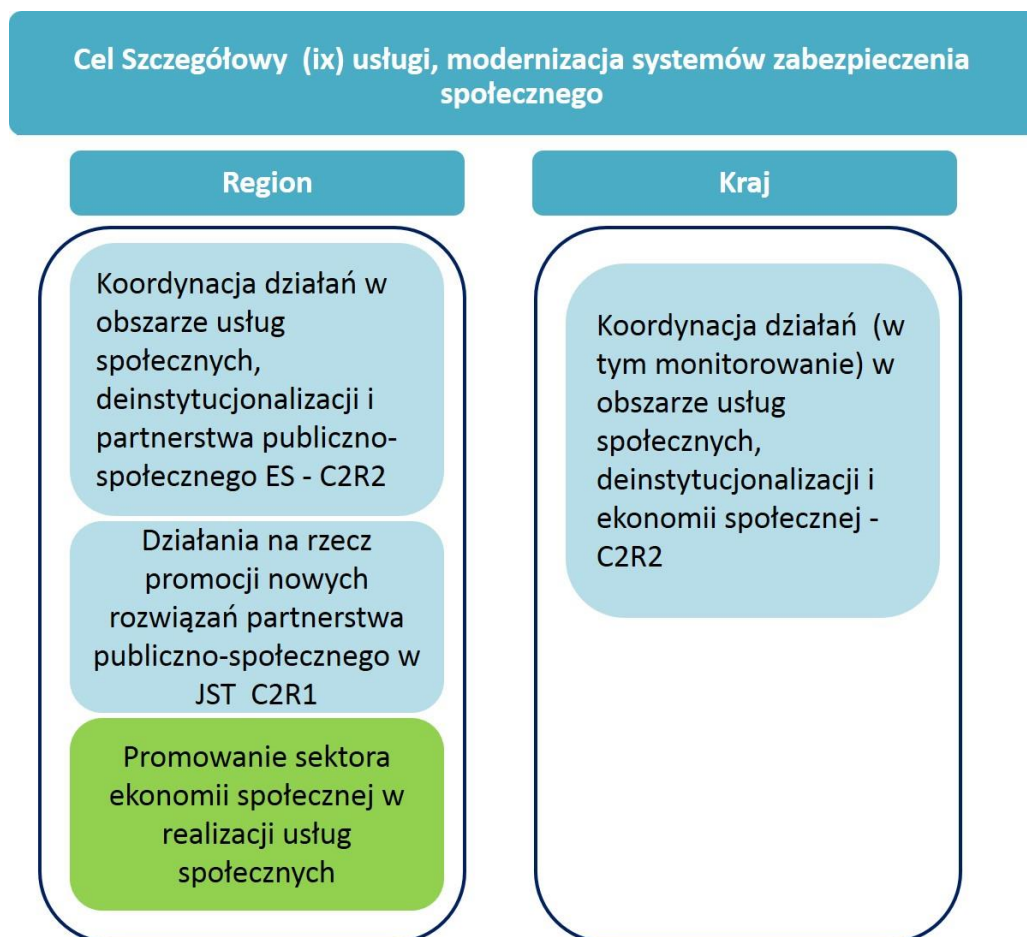 Cel Szczegółowy (ix) usługi, modernizacja systemów zabezpieczenia
społecznego
Region
Koordynacja działań w
obszarze usług
społecznych,
deinstytucjonalizacji i
partnerstwa publiczno-
społecznego ES - C2R2
Działania na rzecz
promocji nowych
rozwiązań partnerstwa
publiczno-społecznego w
JST C2R1
Promowanie sektora
ekonomii społecznej w
realizacji usług
społecznych
Kraj
Koordynacja działań (w
tym monitorowanie) w
obszarze usług
społecznych,
deinstytucjonalizacji i
ekonomii społecznej -
C2R2